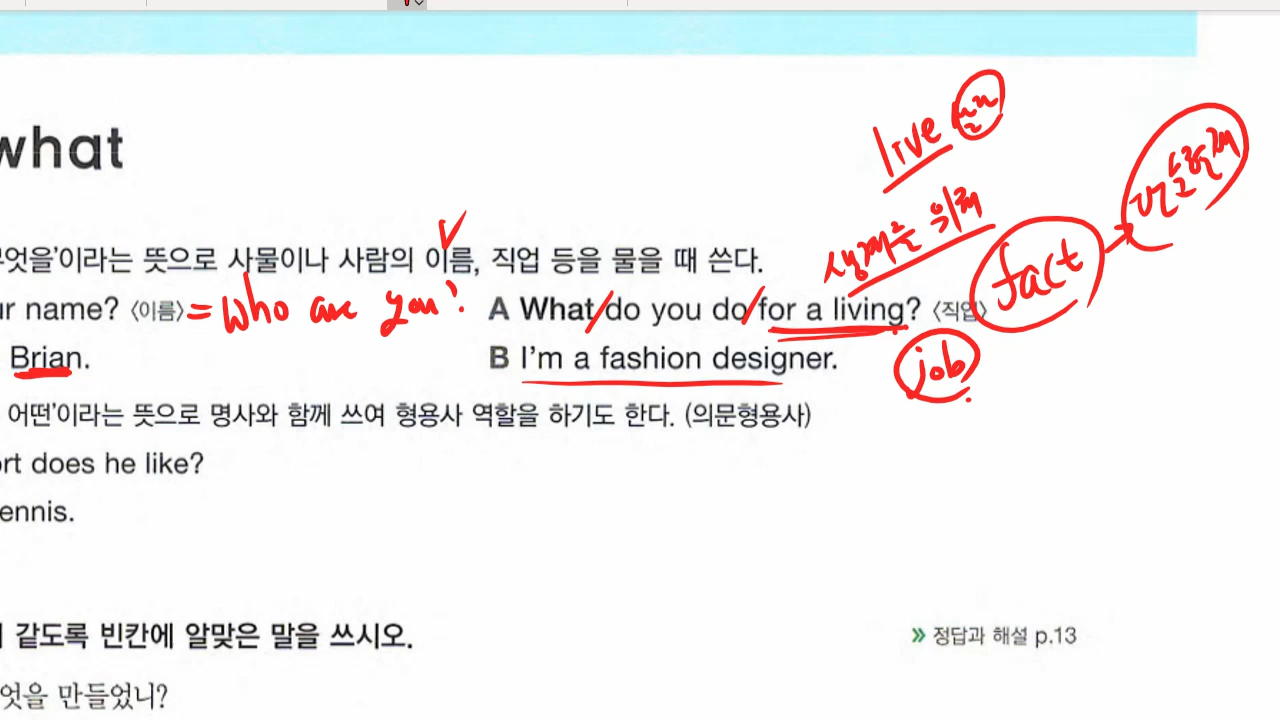 what
live 산다
생계를 위해
fact
무엇을'이라는 뜻으로 사물이나 사람의 이름, 직업 등을 물을 때 쓴다.
ur name? 〈이름〉 = Who are you? A What / do you do / for a living? 〈직업〉
Brian. B I'm a fashion designer.
job
어떤'이라는 뜻으로 명사와 함께 쓰여 형용사 역할을 하기도 한다. (의문형용사)
ort does he like?
ennis.
같도록 빈칸에 알맞은 말을 쓰시오. » 정답과 해설 p.13
엇을 만들었니?